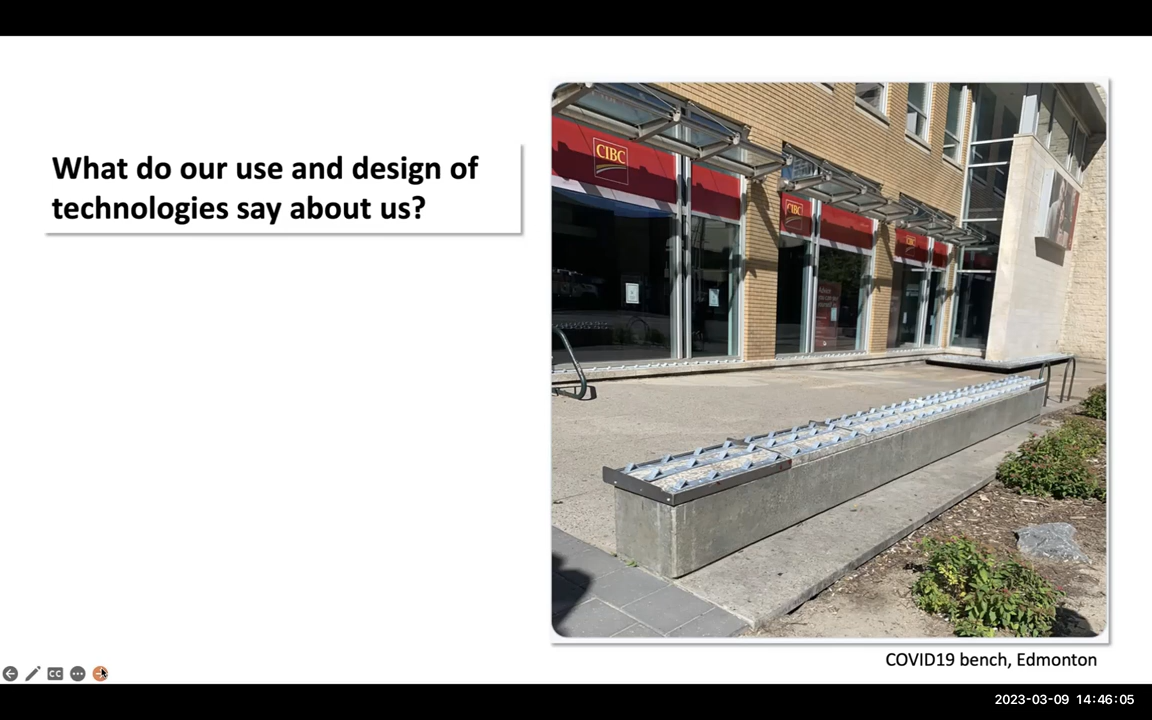 What do our use and design of
technologies say about us?
CIBC
CIBC
CIBC
COVID19 bench, Edmonton
CC
2023-03-09 14:46:05